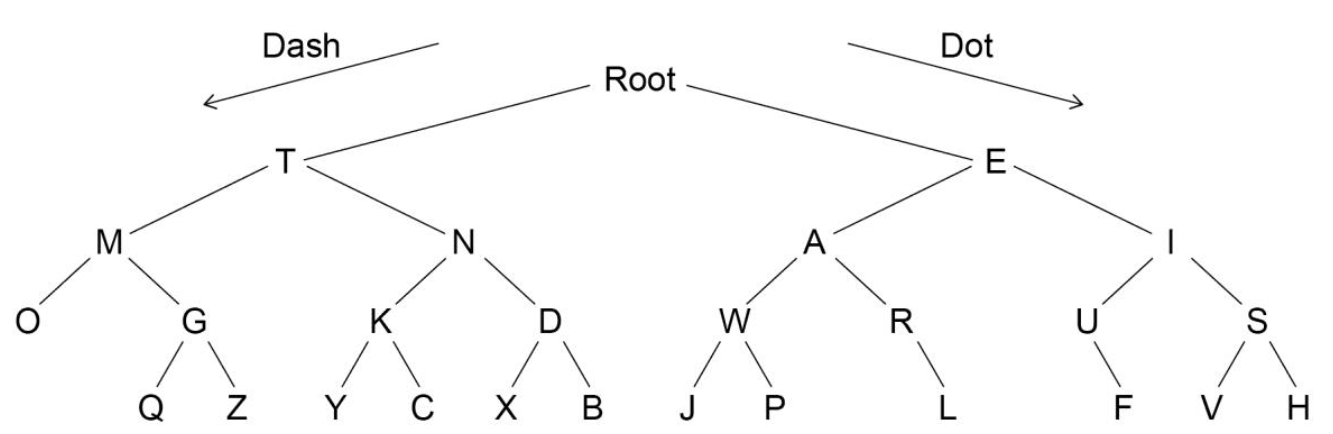 Dash Dot
Root
T E
M N A I
O G K D W R U S
Q Z Y C X B J P L F V H